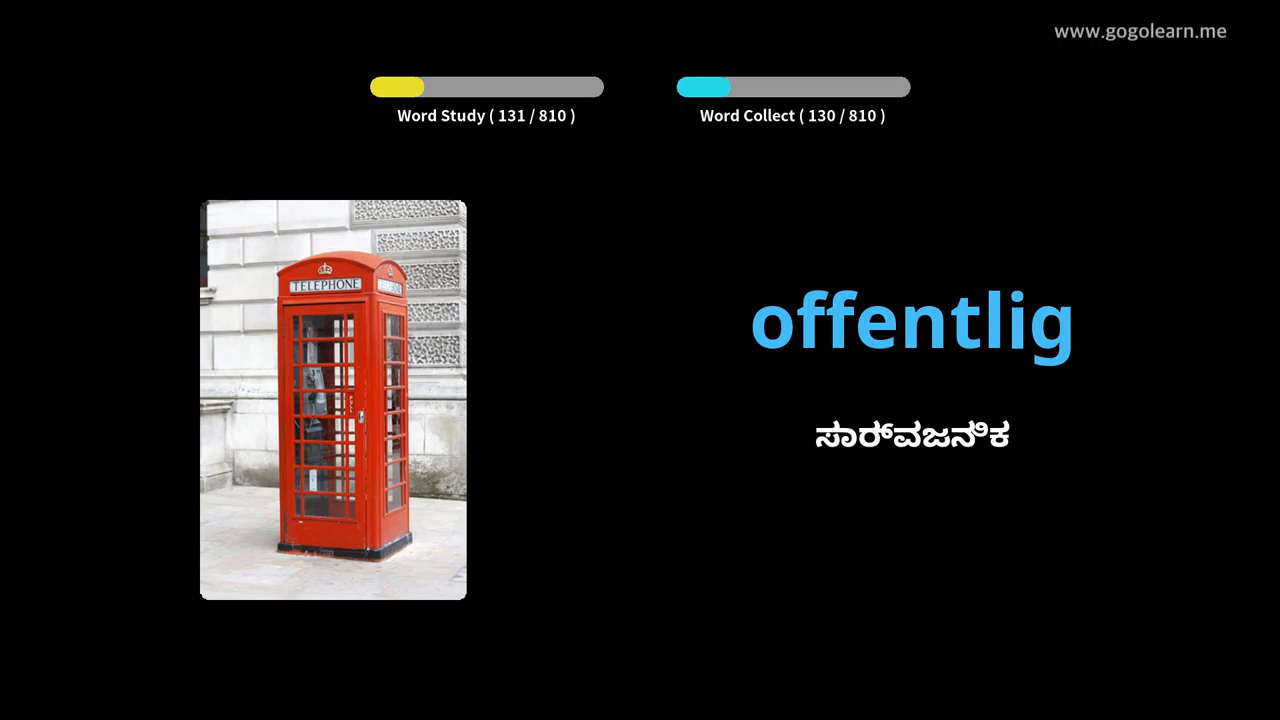 www.gogolearn.me
Word Study ( 131 / 810 )
Word Collect ( 130 / 810 )
TELEPHONE
offentlig
ಸಾರ್ವಜನಿಕ